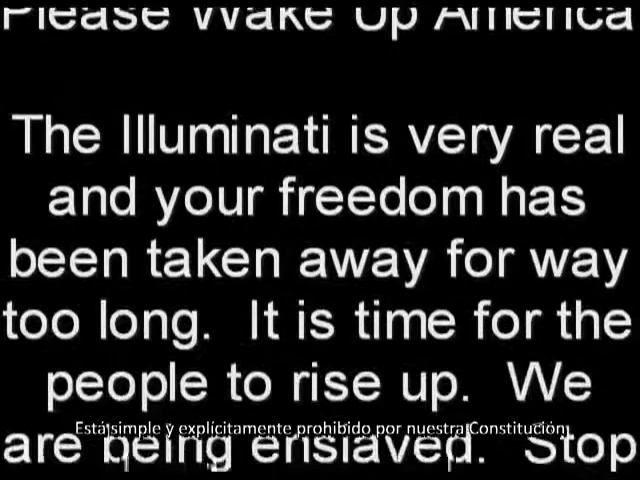 Please Wake Up America
The Illuminati is very real
and your freedom has
been taken away for way
too long. It is time for the
people to rise up. We
Está simple y explícitamente prohibido por nuestra Constitución.
are being enslaved. Stop